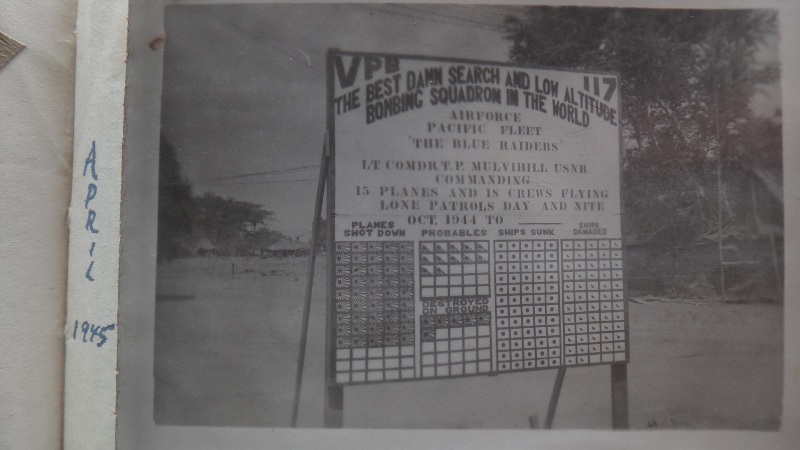 APRIL 1945
VPB 117
THE BEST DAMN SEARCH AND LOW ALTITUDE
BOMBING SQUADRON IN THE WORLD
AIRFORCE
PACIFIC FLEET
'THE BLUE RAIDERS'
LT. COMDR. T. P. MULVIHILL USNR
COMMANDING
15 PLANES AND 18 CREWS FLYING
LONE PATROLS DAY AND NITE
OCT. 1944 TO
PLANES
SHOT DOWN
PROBABLES
DESTROYED
ON GROUND
SHIPS SUNK
SHIPS
DAMAGED